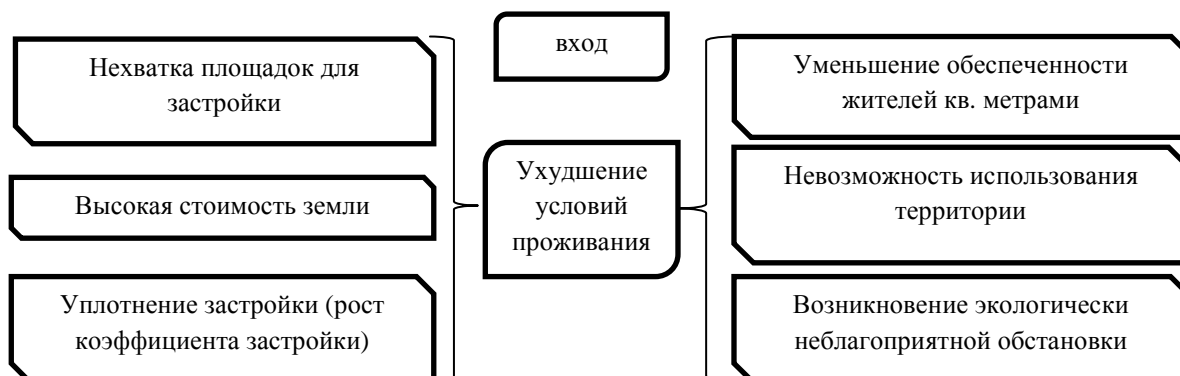 вход
Нехватка площадок для
застройки
Высокая стоимость земли
Уплотнение застройки (рост
коэффициента застройки)
Ухудшение
условий
проживания
Уменьшение обеспеченности
жителей кв. метрами
Невозможность использования
территории
Возникновение экологически
неблагоприятной обстановки